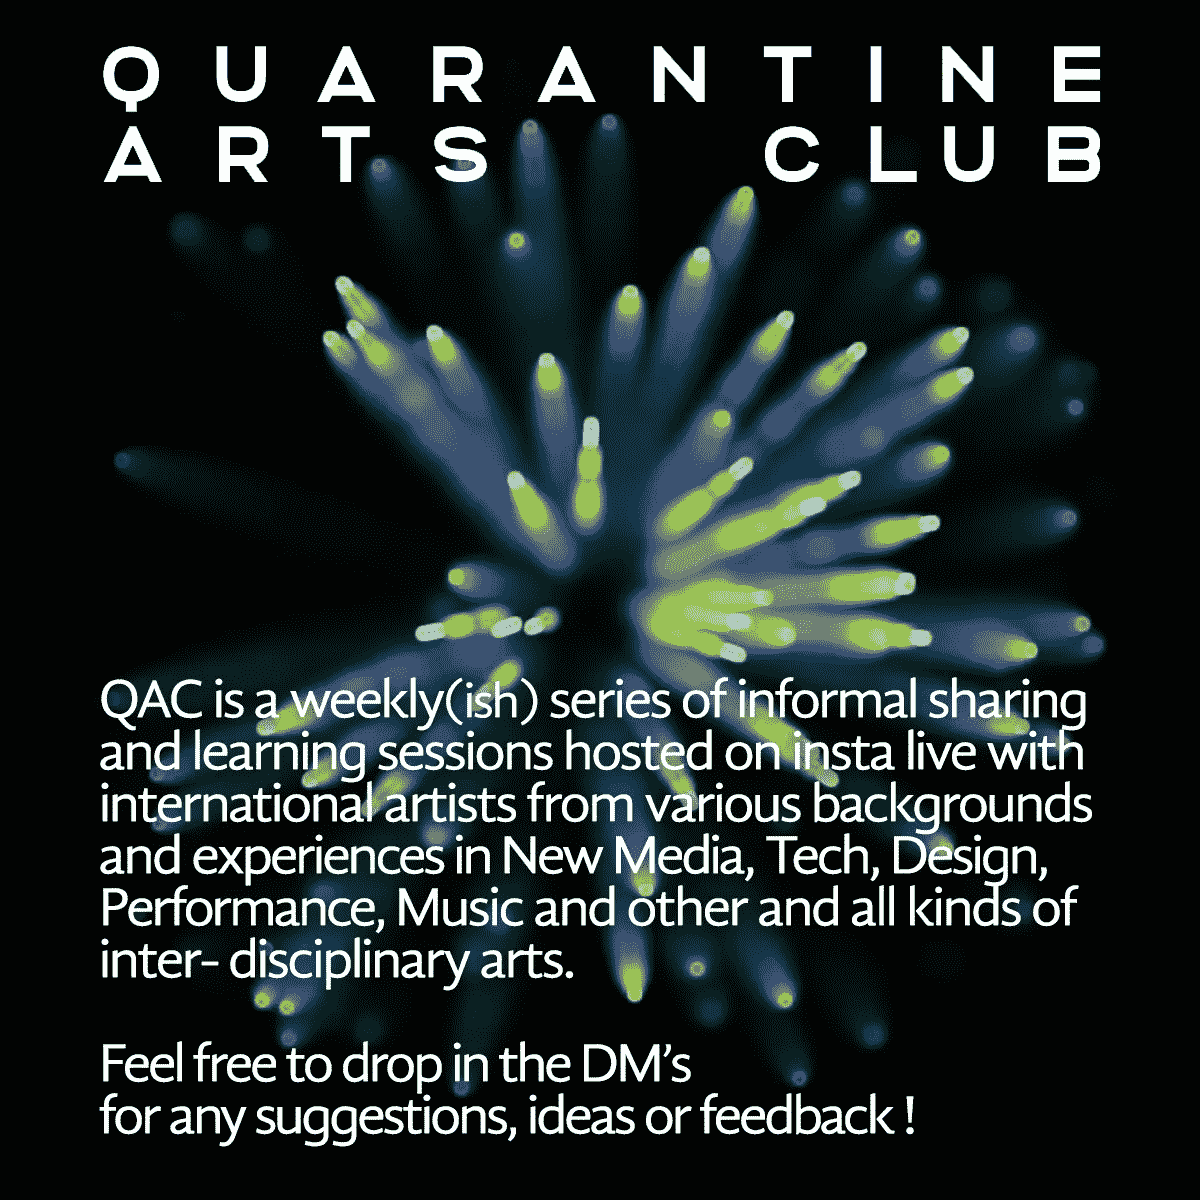 QUARANTINE
ARTS CLUB
QAC is a weekly(ish) series of informal sharing
and learning sessions hosted on insta live with
international artists from various backgrounds
and experiences in New Media, Tech, Design,
Performance, Music and other and all kinds of
inter- disciplinary arts.
Feel free to drop in the DM's
for any suggestions, ideas or feedback !